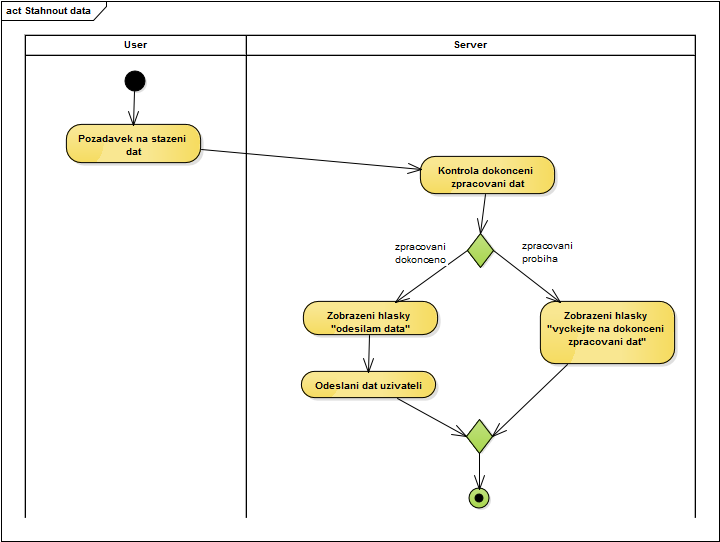 act Stahnout data
User
Server
Pozadavek na stazeni
dat
Kontrola dokonceni
zpracovani dat
zpracovani
dokonceno
zpracovani
probiha
Zobrazeni hlasky
"odesilam data"
Zobrazeni hlasky
"vyckejte na dokonceni
zpracovani dat"
Odeslani dat uzivateli